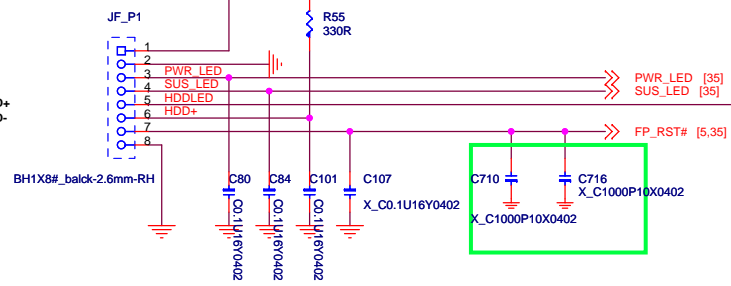 JF_P1
R55
330R
1
2
3
4
5
6
7
8
PWR_LED
SUS_LED
HDDLED
HDD+
PWR_LED [35]
SUS_LED [35]
FP_RST# [5,35]
+
-
BH1X8#_balck-2.6mm-RH
C80
C84
C101
C107
C710
C716
C0.1U16Y0402
C0.1U16Y0402
C0.1U16Y0402
X_C0.1U16Y0402
X_C1000P10X0402
X_C1000P10X0402